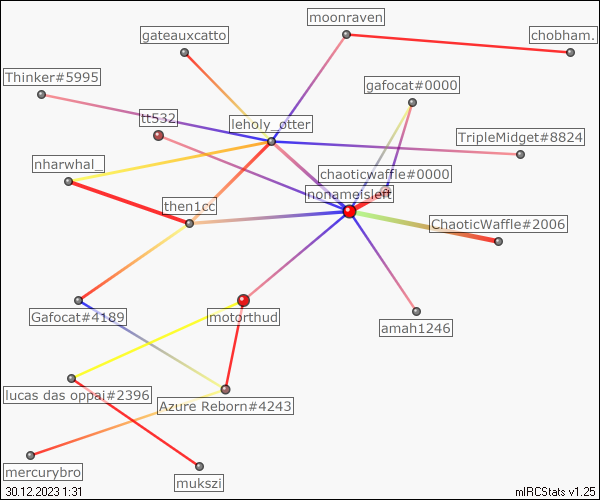 moonraven
gateauxcatto
chobham.
Thinker#5995
gafocat#0000
tt532
leholy_otter
TripleMidget#8824
nharwhal_
chaoticwaffle#0000
nonameisleft
then1cc
ChaoticWaffle#2006
Gafocat#4189
motorthud
amah1246
lucas das oppai#2396
Azure Reborn#4243
mercurybro
mukszi
30.12.2023 1:31
mIRCStats v1.25